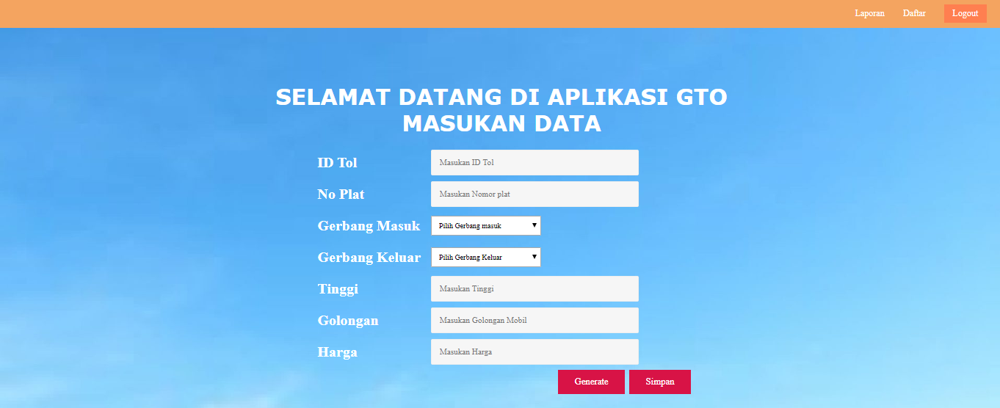 Laporan Daftar Logout
SELAMAT DATANG DI APLIKASI GTO
MASUKAN DATA
ID Tol Masukan ID Tol
No Plat Masukan Nomor plat
Gerbang Masuk Pilih Gerbang masuk
Gerbang Keluar Pilih Gerbang Keluar
Tinggi Masukan Tinggi
Golongan Masukan Golongan Mobil
Harga Masukan Harga
Generate Simpan